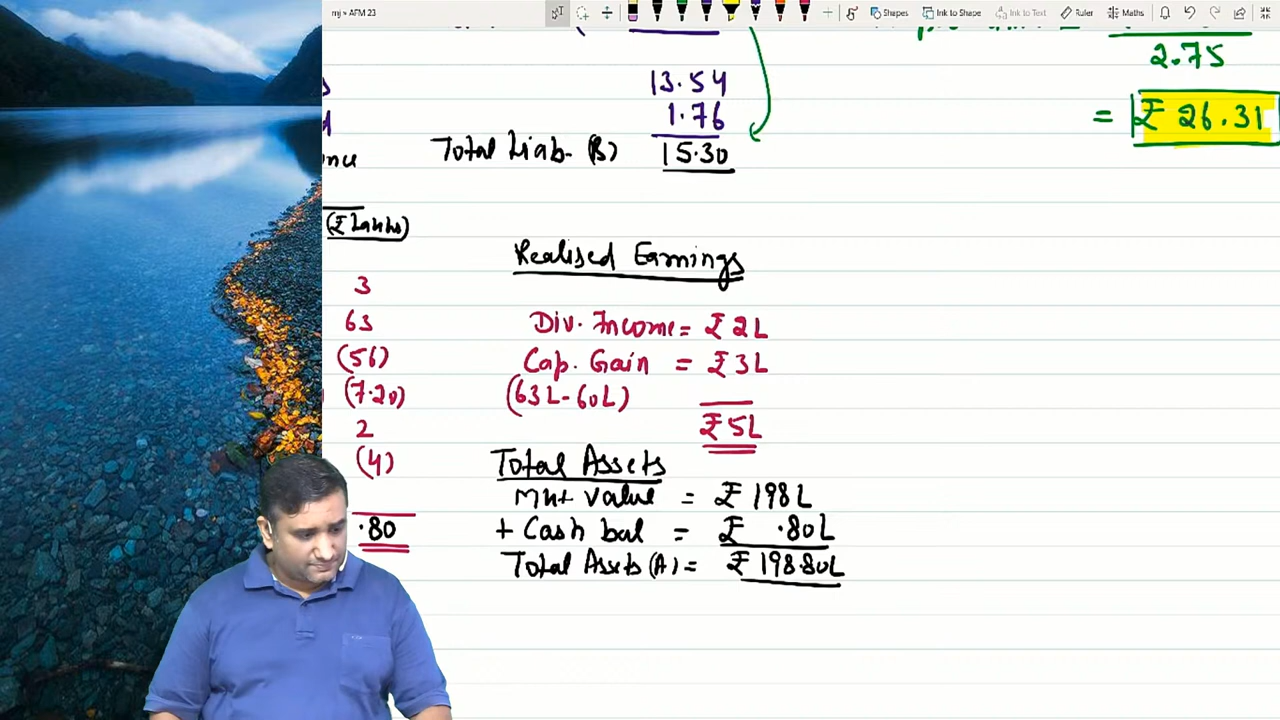 mj » AFM 23
Shapes
Ink to Shape
Ink to Text
Ruler
Maths
2.75
13.54
1.76
Total Liab. (B) 15.30
= ₹ 26.31
(₹ Lakhs)
3
63
(56)
(7.20)
2
(4)
.80
Realised Earnings
Div. Income = ₹ 2L
Cap. Gain = ₹ 3L
(63L-60L)
₹ 5L
Total Assets
Mkt value = ₹ 198L
+ Cash bal = ₹ .80L
Total Assets (A) = ₹ 198.80L